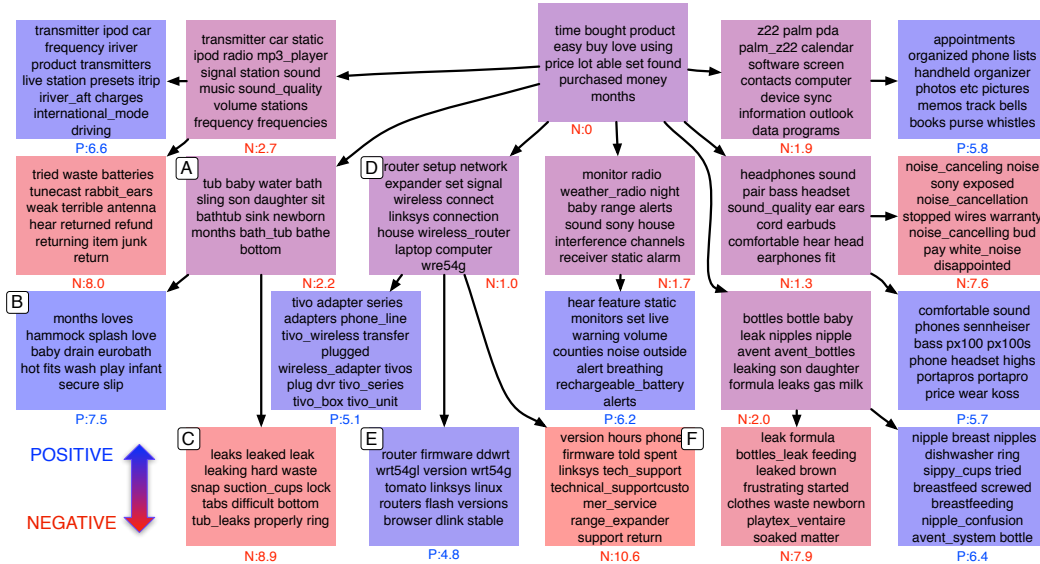 transmitter ipod car
frequency iriver
product transmitters
live station presets itrip
iriver_aft charges
international_mode
driving
P:6.6
transmitter car static
ipod radio mp3_player
signal station sound
music sound_quality
volume stations
frequency frequencies
N:2.7
time bought product
easy buy love using
price lot able set found
purchased money
months
N:0
z22 palm pda
palm_z22 calendar
software screen
contacts computer
device sync
information outlook
data programs
N:1.9
appointments
organized phone lists
handheld organizer
photos etc pictures
memos track bells
books purse whistles
P:5.8
tried waste batteries
tunecast rabbit_ears
weak terrible antenna
hear returned refund
returning item junk
return
N:8.0
A
tub baby water bath
sling son daughter sit
bathtub sink newborn
months bath_tub bathe
bottom
N:2.2
D
router setup network
expander set signal
wireless connect
linksys connection
house wireless_router
laptop computer
wre54g
N:1.0
monitor radio
weather_radio night
baby range alerts
sound sony house
interference channels
receiver static alarm
N:1.7
headphones sound
pair bass headset
sound_quality ear ears
cord earbuds
comfortable hear head
earphones fit
N:1.3
noise_canceling noise
sony exposed
noise_cancellation
stopped wires warranty
noise_cancelling bud
pay white_noise
disappointed
N:7.6
B
months loves
hammock splash love
baby drain eurobath
hot fits wash play infant
secure slip
P:7.5
tivo adapter series
adapters phone_line
tivo_wireless transfer
plugged
wireless_adapter tivos
plug dvr tivo_series
tivo_box tivo_unit
P:5.1
hear feature static
monitors set live
warning volume
counties noise outside
alert breathing
rechargeable_battery
alerts
P:6.2
bottles bottle baby
leak nipples nipple
avent avent_bottles
leaking son daughter
formula leaks gas milk
N:2.0
comfortable sound
phones sennheiser
bass px100 px100s
phone headset highs
portapros portapro
price wear koss
P:5.7
POSITIVE
NEGATIVE
C
leaks leaked leak
leaking hard waste
snap suction_cups lock
tabs difficult bottom
tub_leaks properly ring
N:8.9
E
router firmware ddwrt
wrt54gl version wrt54g
tomato linksys linux
routers flash versions
browser dlink stable
P:4.8
version hours phone
firmware told spent
linksys tech_support
technical_supportcusto
mer_service
range_expander
support return
N:10.6
F
leak formula
bottles_leak feeding
leaked brown
frustrating started
clothes waste newborn
playtex_ventaire
soaked matter
N:7.9
nipple breast nipples
dishwasher ring
sippy_cups tried
breastfeed screwed
breastfeeding
nipple_confusion
avent_system bottle
P:6.4